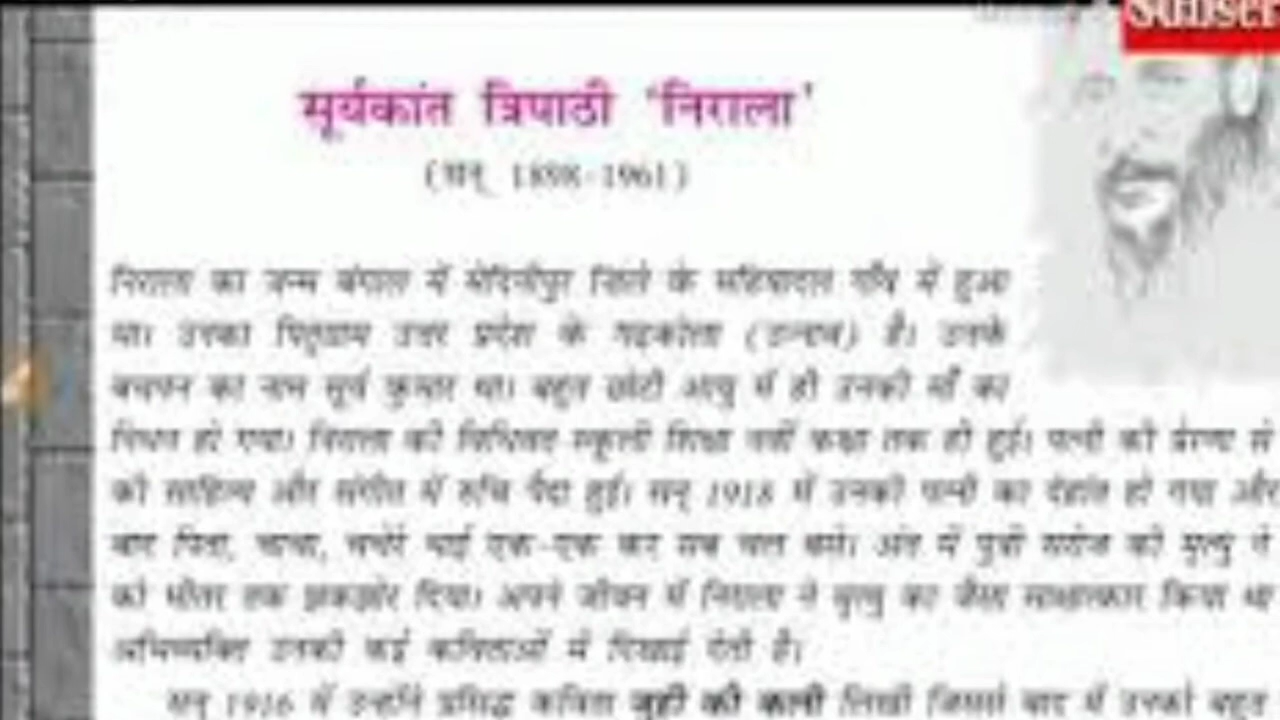 सूर्यकांत त्रिपाठी 'निराला'
(सन् 1898-1961)
निराला का जन्म बंगाल में मेदिनीपुर ज़िले के महिषादल गाँव में हुआ
था। उनका पितृग्राम उत्तर प्रदेश के गढ़कोला (उन्नाव) है। उनके
बचपन का नाम सूर्य कुमार था। बहुत छोटी आयु में ही उनकी माँ का
निधन हो गया। निराला की विधिवत स्कूली शिक्षा नवीं कक्षा तक ही हुई। पत्नी की प्रेरणा से
की साहित्य और संगीत में रुचि पैदा हुई। सन् 1918 में उनकी पत्नी का देहांत हो गया और
बाद पिता, चाचा, चचेरे भाई एक-एक कर सब चल बसे। अंत में पुत्री सरोज की मृत्यु ने
को भीतर तक झकझोर दिया। अपने जीवन में निराला ने मृत्यु का जैसा साक्षात्कार किया था
अभिव्यक्ति उनकी कई कविताओं में दिखाई देती है।
सन् 1916 में उन्होंने प्रसिद्ध कविता जूही की कली लिखी जिससे बाद में उनको बहुत